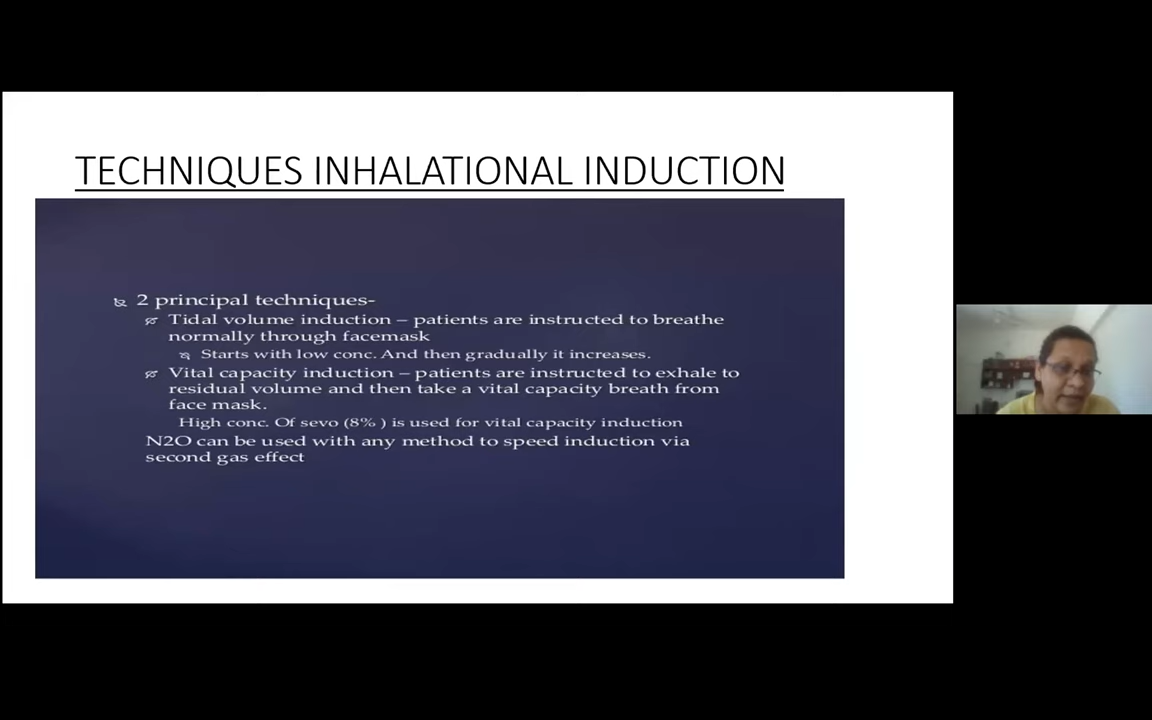 TECHNIQUES INHALATIONAL INDUCTION
2 principal techniques-
Tidal volume induction – patients are instructed to breathe
normally through facemask
Starts with low conc. And then gradually it increases.
Vital capacity induction – patients are instructed to exhale to
residual volume and then take a vital capacity breath from
face mask.
High conc. Of sevo (8% ) is used for vital capacity induction
N2O can be used with any method to speed induction via
second gas effect